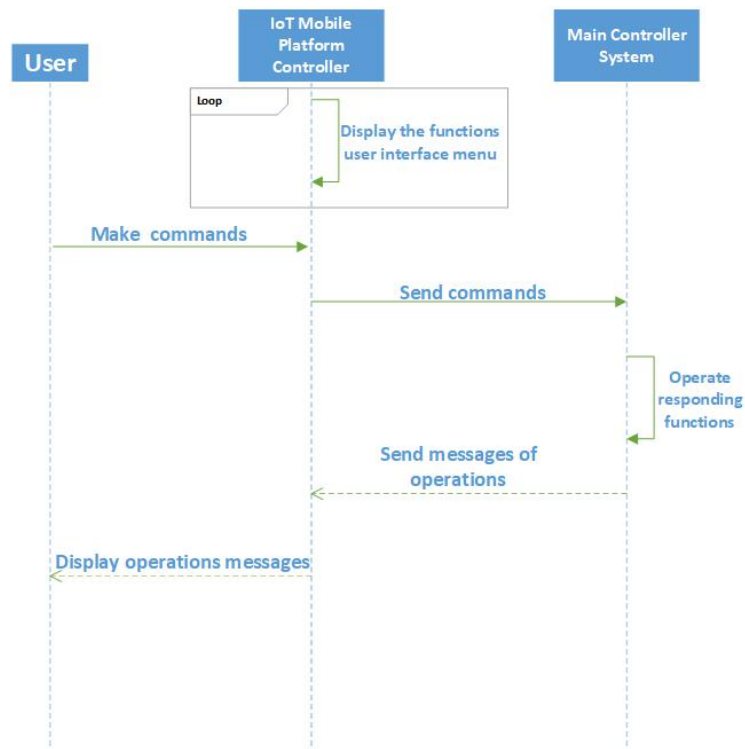 User
IoT Mobile
Platform
Controller
Main Controller
System
Loop
Display the functions
user interface menu
Make commands
Send commands
Operate
responding
functions
Send messages of
operations
Display operations messages